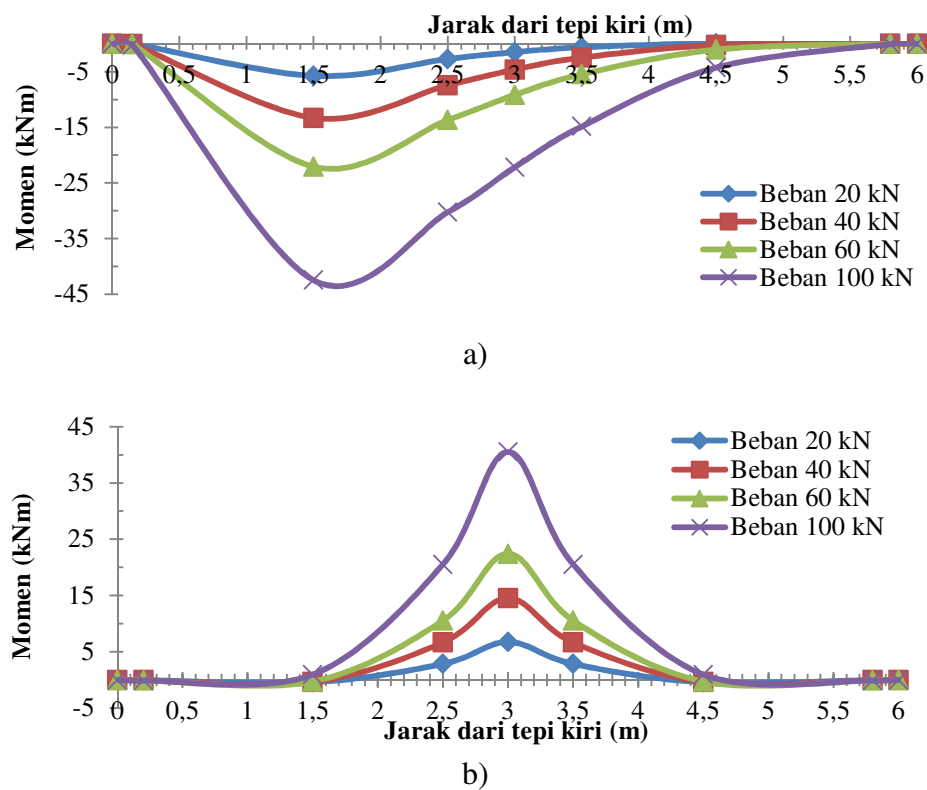 Jarak dari tepi kiri (m)
0 0,5 1 1,5 2 2,5 3 3,5 4 4,5 5 5,5 6
-5
-15
-25
-35
-45
Momen (kNm)
Beban 20 kN
Beban 40 kN
Beban 60 kN
Beban 100 kN
a)
45
35
25
15
5
-5
Momen (kNm)
Beban 20 kN
Beban 40 kN
Beban 60 kN
Beban 100 kN
0 0,5 1 1,5 2 2,5 3 3,5 4 4,5 5 5,5 6
Jarak dari tepi kiri (m)
b)